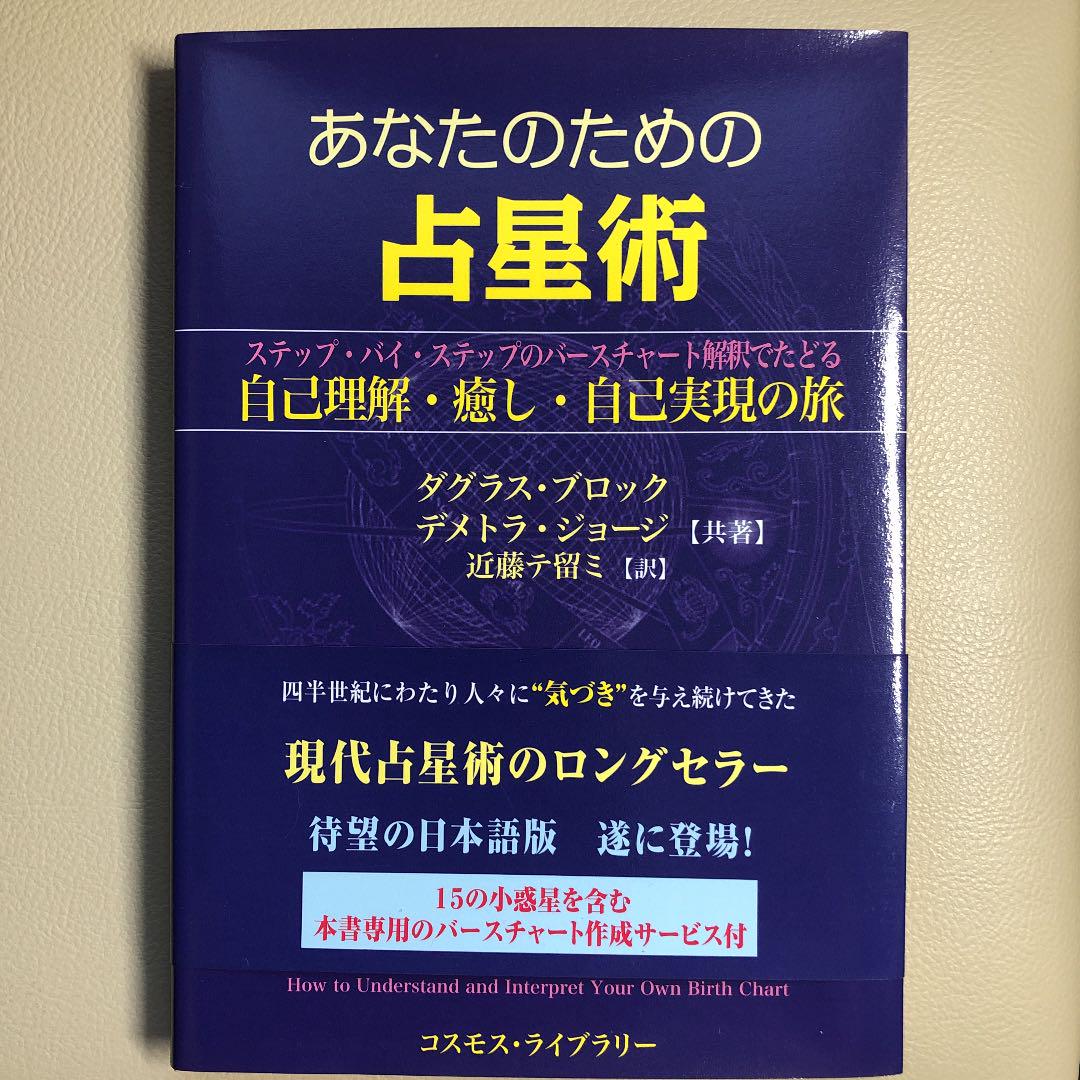 あなたのための
占星術
ステップ・バイ・ステップのバースチャート解釈でたどる
自己理解・癒し・自己実現の旅
ダグラス・ブロック
デメトラ・ジョージ【共著】
近藤テ留ミ【訳】
四半世紀にわたり人々に“気づき”を与え続けてきた
現代占星術のロングセラー
待望の日本語版　遂に登場!
15の小惑星を含む
本書専用のバースチャート作成サービス付
How to Understand and Interpret Your Own Birth Chart
コスモス・ライブラリー